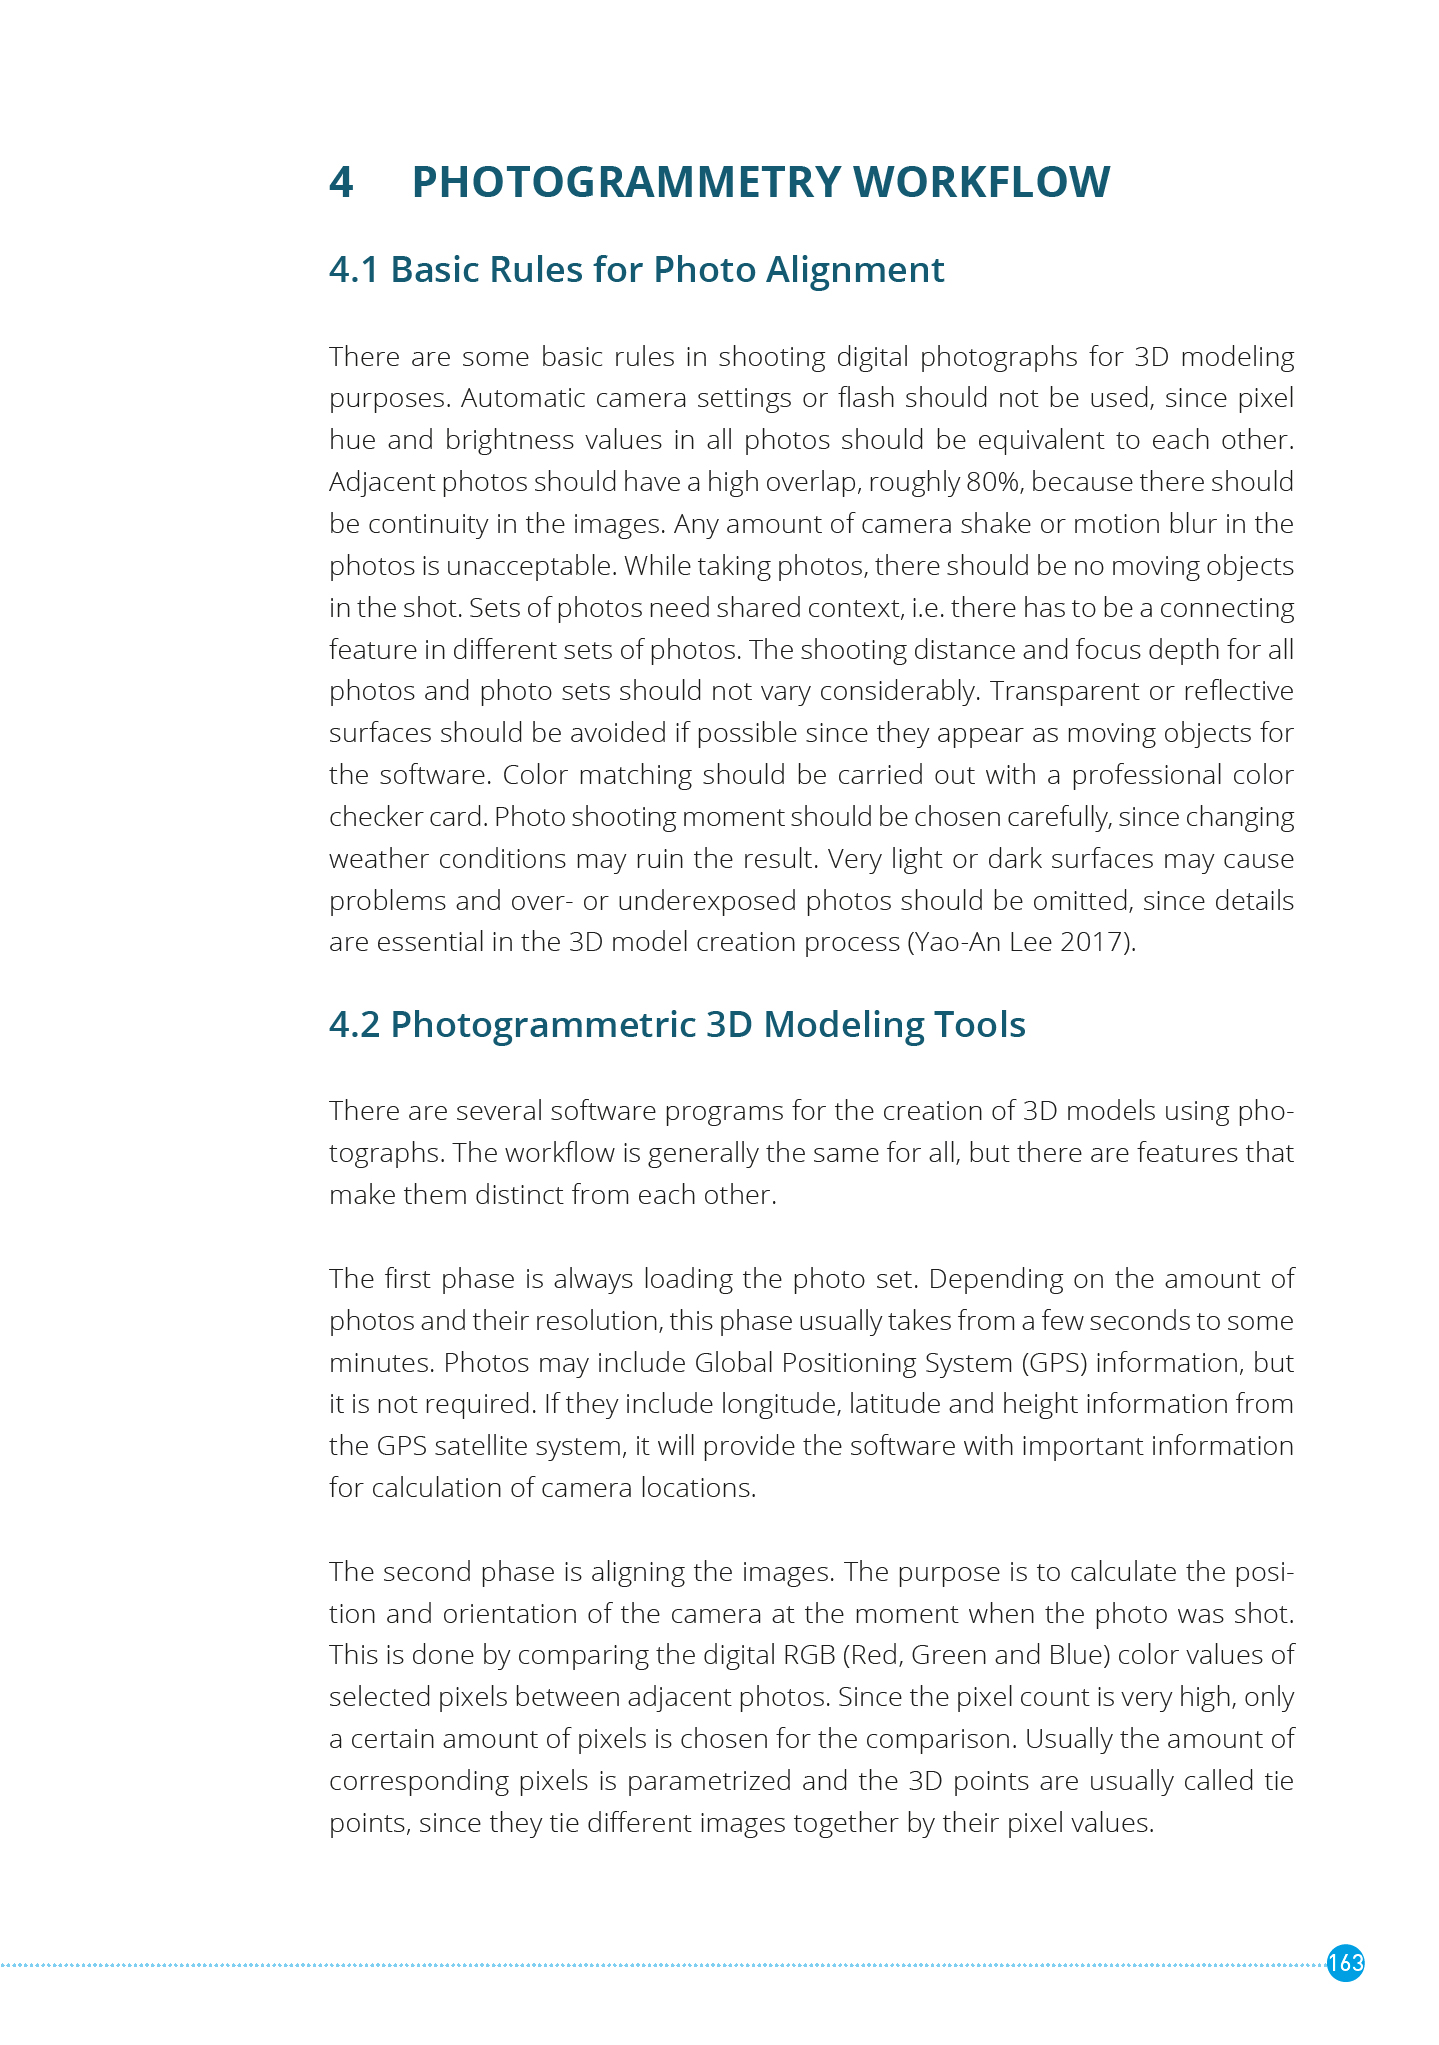 4 PHOTOGRAMMETRY WORKFLOW
4.1 Basic Rules for Photo Alignment
There are some basic rules in shooting digital photographs for 3D modeling
purposes. Automatic camera settings or flash should not be used, since pixel
hue and brightness values in all photos should be equivalent to each other.
Adjacent photos should have a high overlap, roughly 80%, because there should
be continuity in the images. Any amount of camera shake or motion blur in the
photos is unacceptable. While taking photos, there should be no moving objects
in the shot. Sets of photos need shared context, i.e. there has to be a connecting
feature in different sets of photos. The shooting distance and focus depth for all
photos and photo sets should not vary considerably. Transparent or reflective
surfaces should be avoided if possible since they appear as moving objects for
the software. Color matching should be carried out with a professional color
checker card. Photo shooting moment should be chosen carefully, since changing
weather conditions may ruin the result. Very light or dark surfaces may cause
problems and over- or underexposed photos should be omitted, since details
are essential in the 3D model creation process (Yao-An Lee 2017).
4.2 Photogrammetric 3D Modeling Tools
There are several software programs for the creation of 3D models using pho-
tographs. The workflow is generally the same for all, but there are features that
make them distinct from each other.
The first phase is always loading the photo set. Depending on the amount of
photos and their resolution, this phase usually takes from a few seconds to some
minutes. Photos may include Global Positioning System (GPS) information, but
it is not required. If they include longitude, latitude and height information from
the GPS satellite system, it will provide the software with important information
for calculation of camera locations.
The second phase is aligning the images. The purpose is to calculate the posi-
tion and orientation of the camera at the moment when the photo was shot.
This is done by comparing the digital RGB (Red, Green and Blue) color values of
selected pixels between adjacent photos. Since the pixel count is very high, only
a certain amount of pixels is chosen for the comparison. Usually the amount of
corresponding pixels is parametrized and the 3D points are usually called tie
points, since they tie different images together by their pixel values.
163